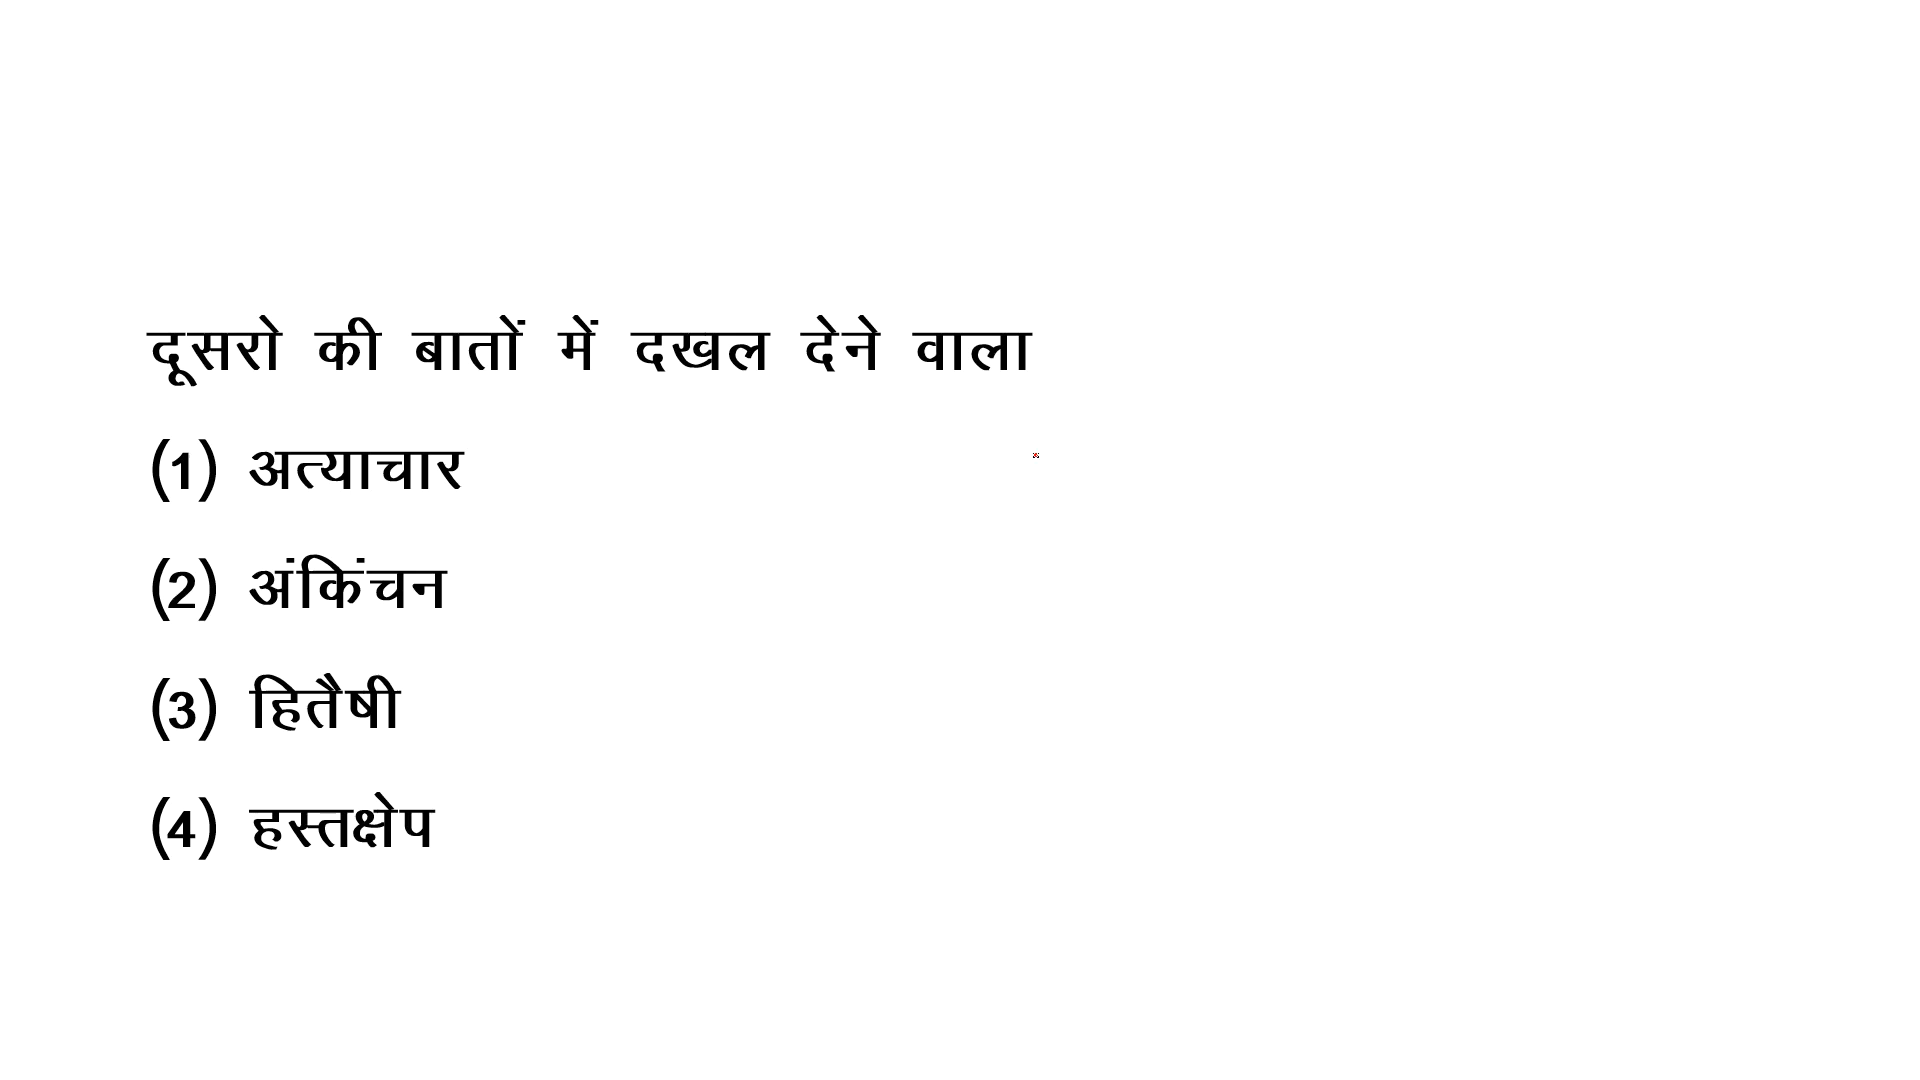 दूसरो की बातों में दखल देने वाला
(1) अत्याचार
(2) अंकिंचन
(3) हितैषी
(4) हस्तक्षेप